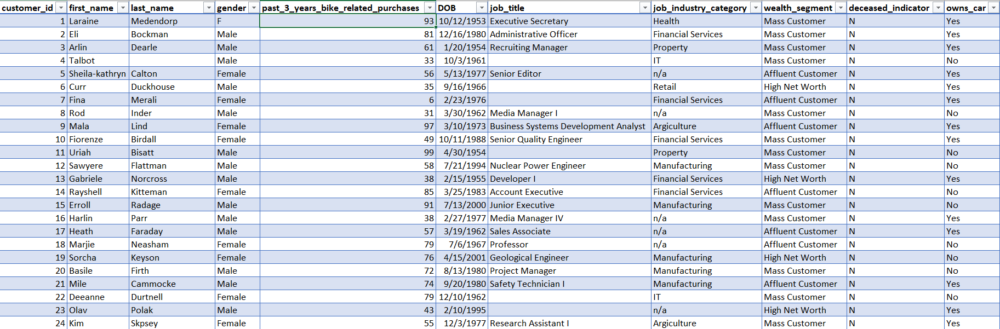 customer_id first_name last_name gender past_3_years_bike_related_purchases DOB job_title job_industry_category wealth_segment deceased_indicator owns_car
1 Laraine Medendorp F 93 10/12/1953 Executive Secretary Health Mass Customer N Yes
2 Eli Bockman Male 81 12/16/1980 Administrative Officer Financial Services Mass Customer N Yes
3 Arlin Dearle Male 61 1/20/1954 Recruiting Manager Property Mass Customer N Yes
4 Talbot Male 33 10/3/1961 IT Mass Customer N No
5 Sheila-kathryn Calton Female 56 5/13/1977 Senior Editor n/a Affluent Customer N Yes
6 Curr Duckhouse Male 35 9/16/1966 Retail High Net Worth N Yes
7 Fina Merali Female 6 2/23/1976 Financial Services Affluent Customer N Yes
8 Rod Inder Male 31 3/30/1962 Media Manager I n/a Mass Customer N No
9 Mala Lind Female 97 3/10/1973 Business Systems Development Analyst Argiculture Affluent Customer N Yes
10 Fiorenze Birdall Female 49 10/11/1988 Senior Quality Engineer Financial Services Mass Customer N Yes
11 Uriah Bisatt Male 99 4/30/1954 Property Mass Customer N No
12 Sawyere Flattman Male 58 7/21/1994 Nuclear Power Engineer Manufacturing Mass Customer N No
13 Gabriele Norcross Male 38 2/15/1955 Developer I Financial Services High Net Worth N Yes
14 Rayshell Kitteman Female 85 3/25/1983 Account Executive Financial Services Affluent Customer N No
15 Erroll Radage Male 91 7/13/2000 Junior Executive Manufacturing Mass Customer N No
16 Harlin Parr Male 38 2/27/1977 Media Manager IV n/a Mass Customer N Yes
17 Heath Faraday Male 57 3/19/1962 Sales Associate n/a Affluent Customer N Yes
18 Marjie Neasham Female 79 7/6/1967 Professor n/a Affluent Customer N No
19 Sorcha Keyson Female 76 4/15/2001 Geological Engineer Manufacturing High Net Worth N No
20 Basile Firth Male 72 8/13/1980 Project Manager Manufacturing Mass Customer N No
21 Mile Cammocke Male 74 9/20/1980 Safety Technician I Manufacturing Affluent Customer N Yes
22 Deeanne Durtnell Female 79 12/10/1962 IT Mass Customer N No
23 Olav Polak Male 43 2/10/1995 n/a High Net Worth N Yes
24 Kim Skpsey Female 55 12/3/1977 Research Assistant I Argiculture Mass Customer N Yes